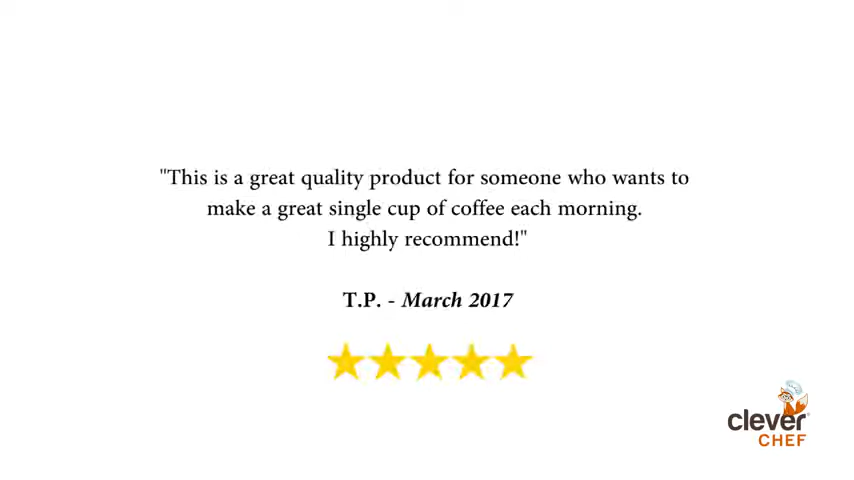 "This is a great quality product for someone who wants to
make a great single cup of coffee each morning.
I highly recommend!"
T.P. - March 2017
clever
CHEF